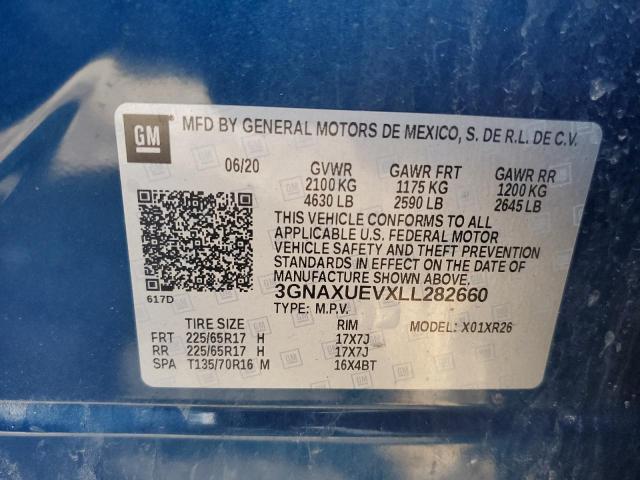 GM MFD BY GENERAL MOTORS DE MEXICO, S. DE R.L. DE C.V.
06/20 GVWR GAWR FRT GAWR RR
2100 KG 1175 KG 1200 KG
4630 LB 2590 LB 2645 LB
THIS VEHICLE CONFORMS TO ALL
APPLICABLE U.S. FEDERAL MOTOR
VEHICLE SAFETY AND THEFT PREVENTION
STANDARDS IN EFFECT ON THE DATE OF
MANUFACTURE SHOWN ABOVE.
617D 3GNAXUEVXLL282660
TYPE: M.P.V. MODEL: X01XR26
TIRE SIZE RIM
FRT 225/65R17 H 17X7J
RR 225/65R17 H 17X7J
SPA T135/70R16 M 16X4BT